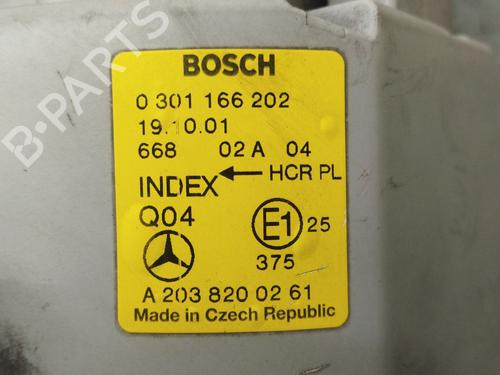 BOSCH
0 301 166 202
19.10.01
668 02 A 04
INDEX ← HCR PL
Q04
E1 25
375
A 203 820 02 61
Made in Czech Republic
B-PARTS